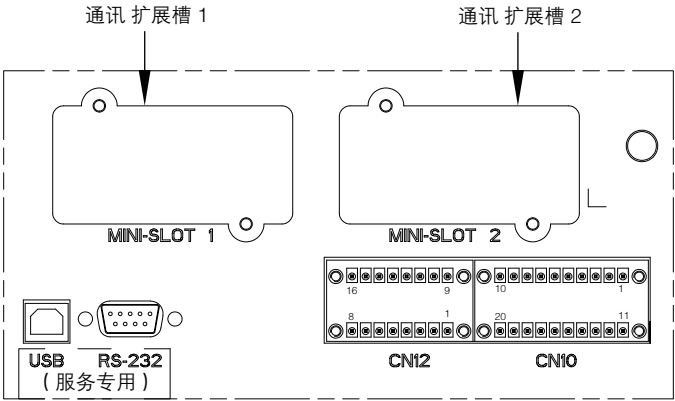 通讯 扩展槽 1
通讯 扩展槽 2
MINI-SLOT 1
MINI-SLOT 2
16 9
10 1
8 1
20 11
USB RS-232
CN12
CN10
（服务专用）